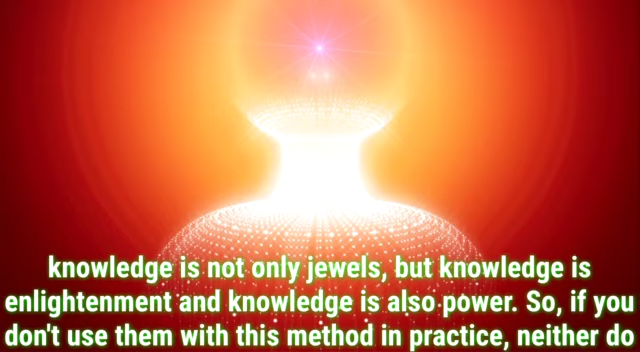 knowledge is not only jewels, but knowledge is
enlightenment and knowledge is also power. So, if you
don't use them with this method in practice, neither do